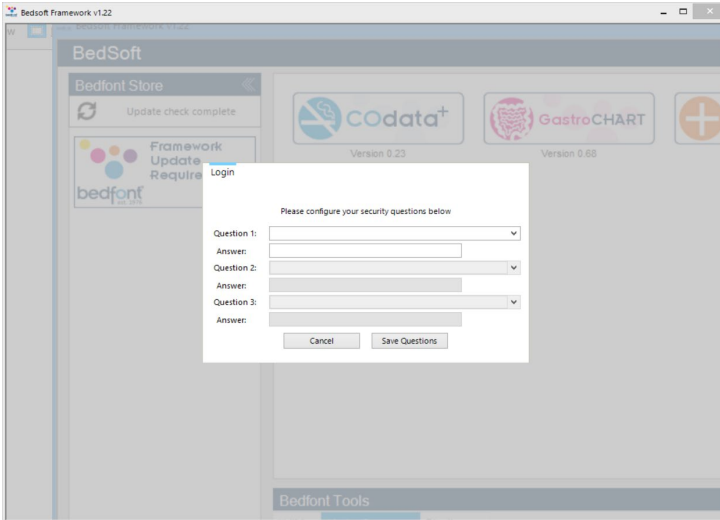 Bedsoft Framework v1.22
BedSoft
Bedfont Store
Update check complete
Framework
Update
Require
bedfont
COdata+
Version 0.23
GastroCHART
Version 0.68
Login
Please configure your security questions below
Question 1:
Answer:
Question 2:
Answer:
Question 3:
Answer:
Cancel
Save Questions
Bedfont Tools